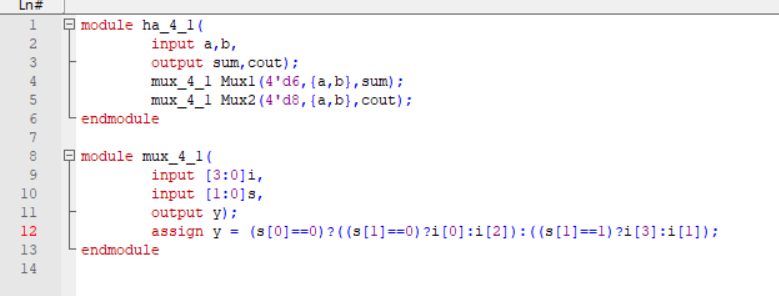 Ln#
1 module ha_4_1(
2 input a,b,
3 output sum,cout);
4 mux_4_1 Mux1(4'd6,{a,b},sum);
5 mux_4_1 Mux2(4'd8,{a,b},cout);
6 endmodule
7
8 module mux_4_1(
9 input [3:0]i,
10 input [1:0]s,
11 output y);
12 assign y = (s[0]==0)?((s[1]==0)?i[0]:i[2]):((s[1]==1)?i[3]:i[1]);
13 endmodule
14